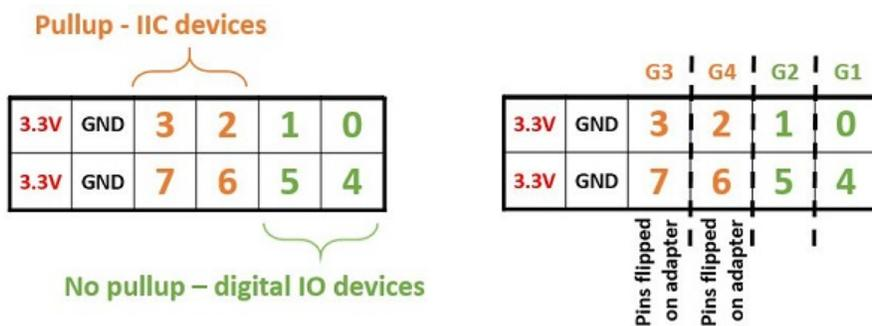 Pullup - IIC devices
3.3V GND 3 2 1 0
3.3V GND 7 6 5 4
No pullup – digital IO devices
G3 G4 G2 G1
3.3V GND 3 2 1 0
3.3V GND 7 6 5 4
Pins flipped
on adapter
Pins flipped
on adapter